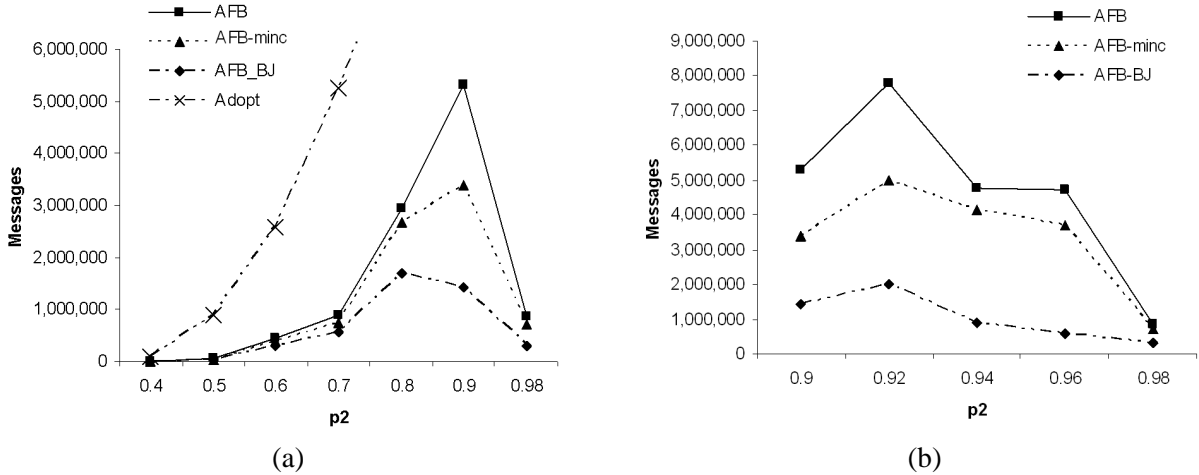 AFB
AFB-minc
AFB_BJ
Adopt
6,000,000
5,000,000
4,000,000
3,000,000
2,000,000
1,000,000
0
Messages
0.4 0.5 0.6 0.7 0.8 0.9 0.98
p2
(a)
AFB
AFB-minc
AFB-BJ
9,000,000
8,000,000
7,000,000
6,000,000
5,000,000
4,000,000
3,000,000
2,000,000
1,000,000
0
Messages
0.9 0.92 0.94 0.96 0.98
p2
(b)